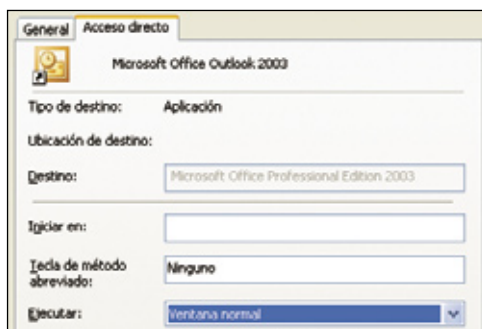 General Acceso directo
Microsoft Office Outlook 2003
Tipo de destino: Aplicación
Ubicación de destino:
Destino: Microsoft Office Professional Edition 2003
Iniciar en:
Tecla de método abreviado: Ninguno
Ejecutar: Ventana normal